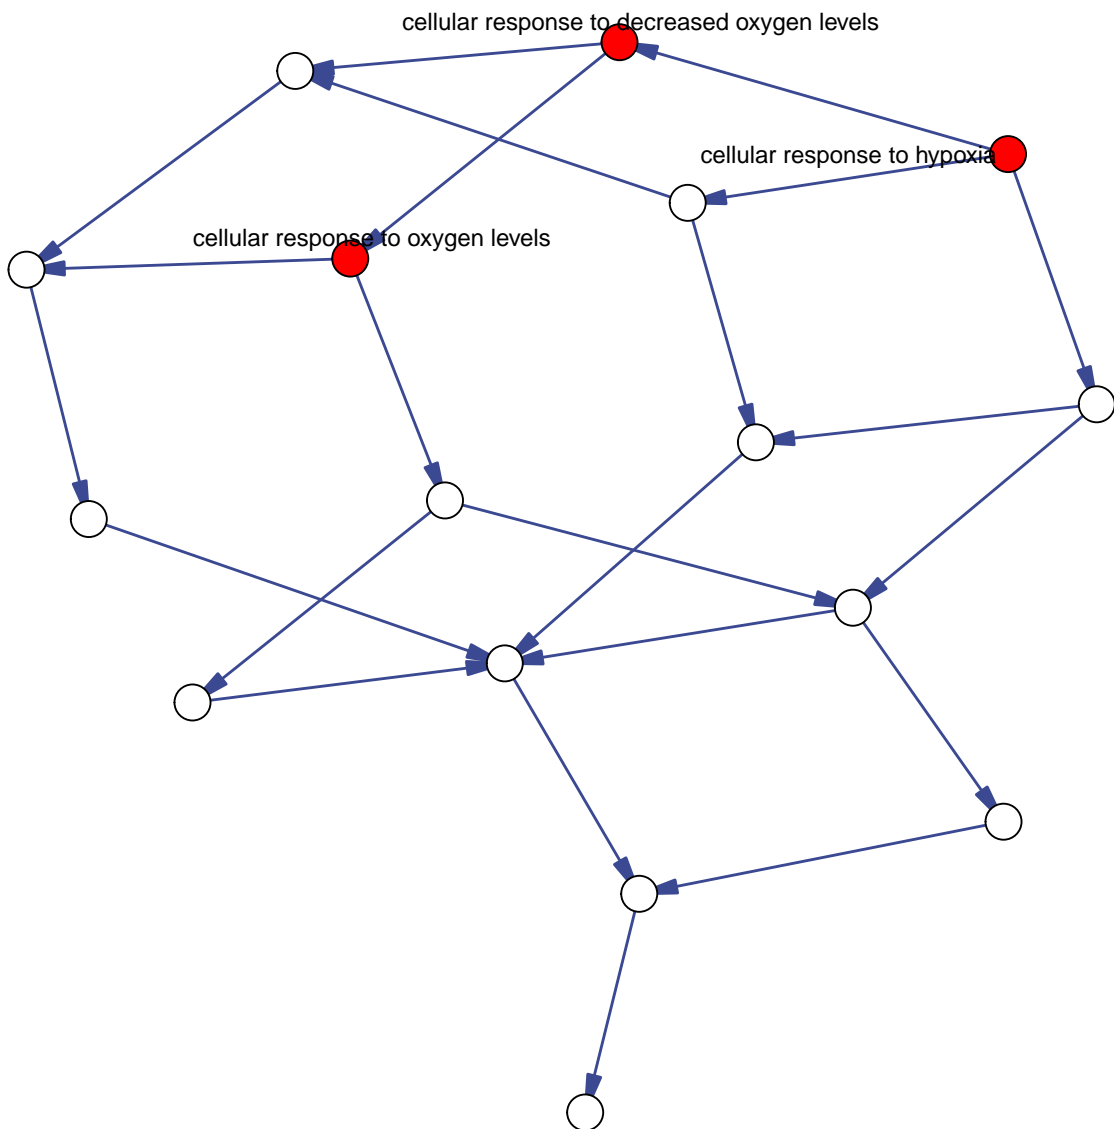 cellular response to decreased oxygen levels
cellular response to hypoxia
cellular response to oxygen levels